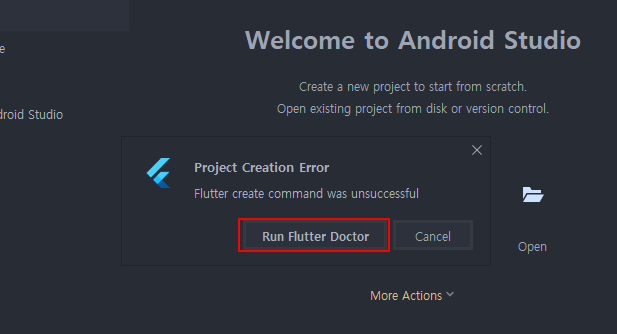 Welcome to Android Studio
e
Create a new project to start from scratch.
Open existing project from disk or version control.
droid Studio
Project Creation Error
Flutter create command was unsuccessful
Run Flutter Doctor
Cancel
Open
More Actions